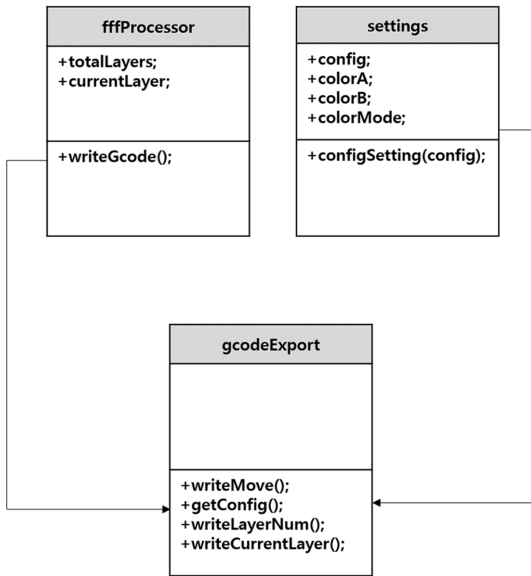 fffProcessor
+totalLayers;
+currentLayer;
+writeGcode();
settings
+config;
+colorA;
+colorB;
+colorMode;
+configSetting(config);
gcodeExport
+writeMove();
+getConfig();
+writeLayerNum();
+writeCurrentLayer();